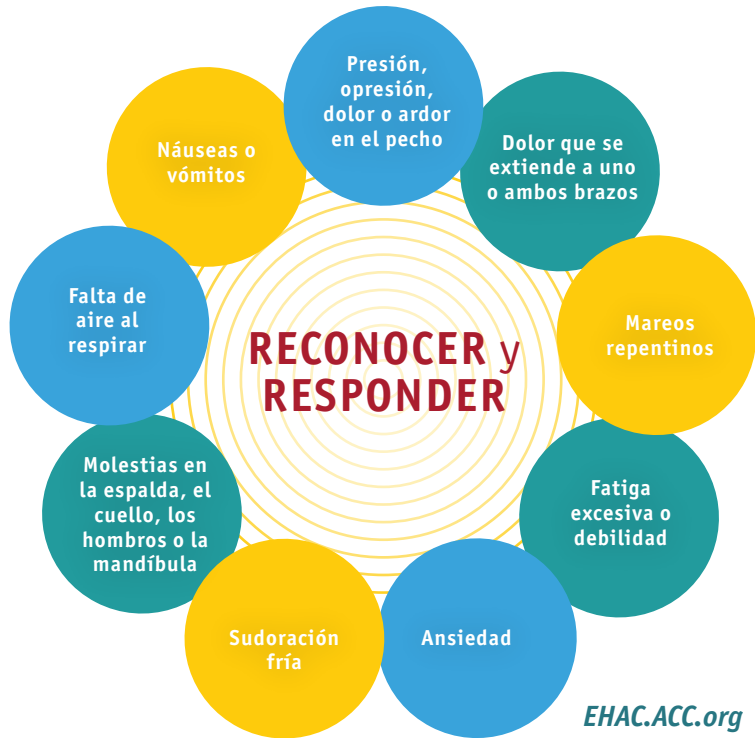 Presión,
opresión,
dolor o ardor
en el pecho
Dolor que se
extiende a uno
o ambos brazos
Mareos
repentinos
Fatiga
excesiva o
debilidad
Ansiedad
Sudoración
fría
Molestias en
la espalda, el
cuello, los
hombros o la
mandíbula
Falta de
aire al
respirar
Náuseas o
vómitos
RECONOCER y
RESPONDER
EHAC.ACC.org